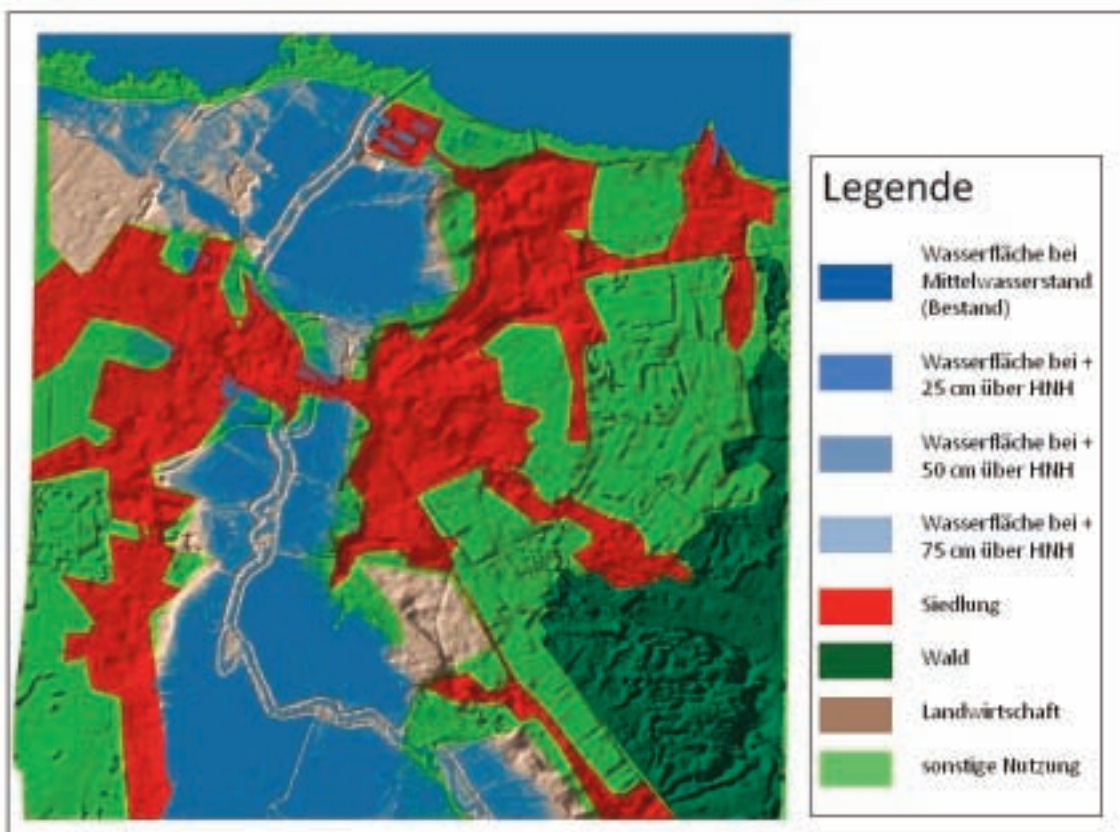 Legende
Wasserfläche bei
Mittelwasserstand
(Bestand)
Wasserfläche bei +
25 cm über HNH
Wasserfläche bei +
50 cm über HNH
Wasserfläche bei +
75 cm über HNH
Siedlung
Wald
Landwirtschaft
sonstige Nutzung